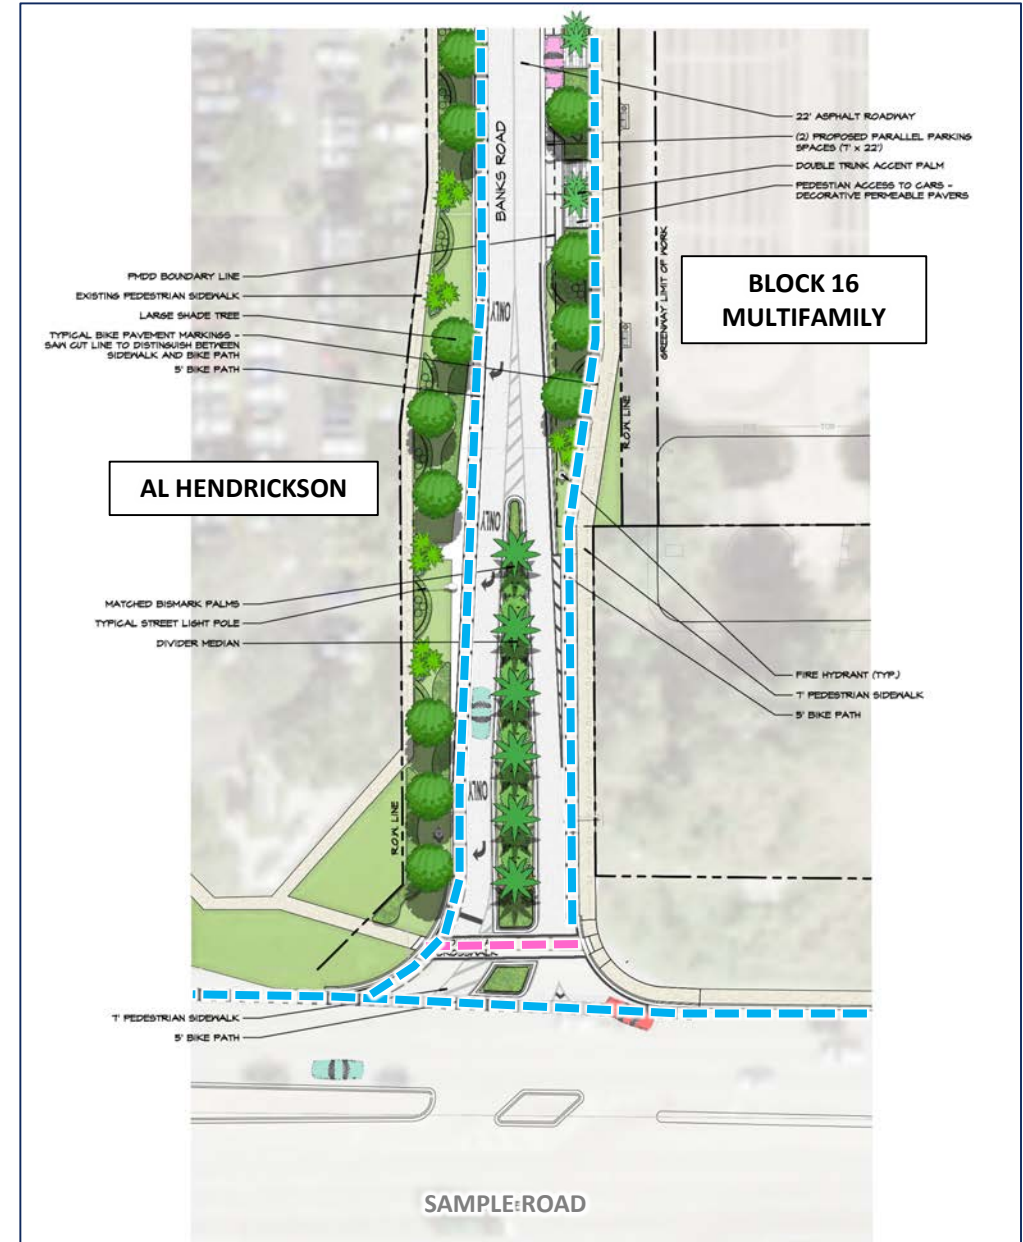 22' ASPHALT ROADWAY
(2) PROPOSED PARALLEL PARKING
SPACES (7' x 22')
DOUBLE TRUNK ACCENT PALM
PEDESTIAN ACCESS TO CARS -
DECORATIVE PERMEABLE PAVERS
BANKS ROAD
GREENWAY LIMIT OF WORK
BLOCK 16
MULTIFAMILY
PMDD BOUNDARY LINE
EXISTING PEDESTRIAN SIDEWALK
LARGE SHADE TREE
TYPICAL BIKE PAVEMENT MARKINGS -
SAW CUT LINE TO DISTINGUISH BETWEEN
SIDEWALK AND BIKE PATH
5' BIKE PATH
ONLY
R.O.W. LINE
AL HENDRICKSON
ONLY
MATCHED BISMARK PALMS
TYPICAL STREET LIGHT POLE
DIVIDER MEDIAN
FIRE HYDRANT (TYP.)
7' PEDESTRIAN SIDEWALK
5' BIKE PATH
ONLY
R.O.W. LINE
CROSSWALK
7' PEDESTRIAN SIDEWALK
5' BIKE PATH
SAMPLE ROAD